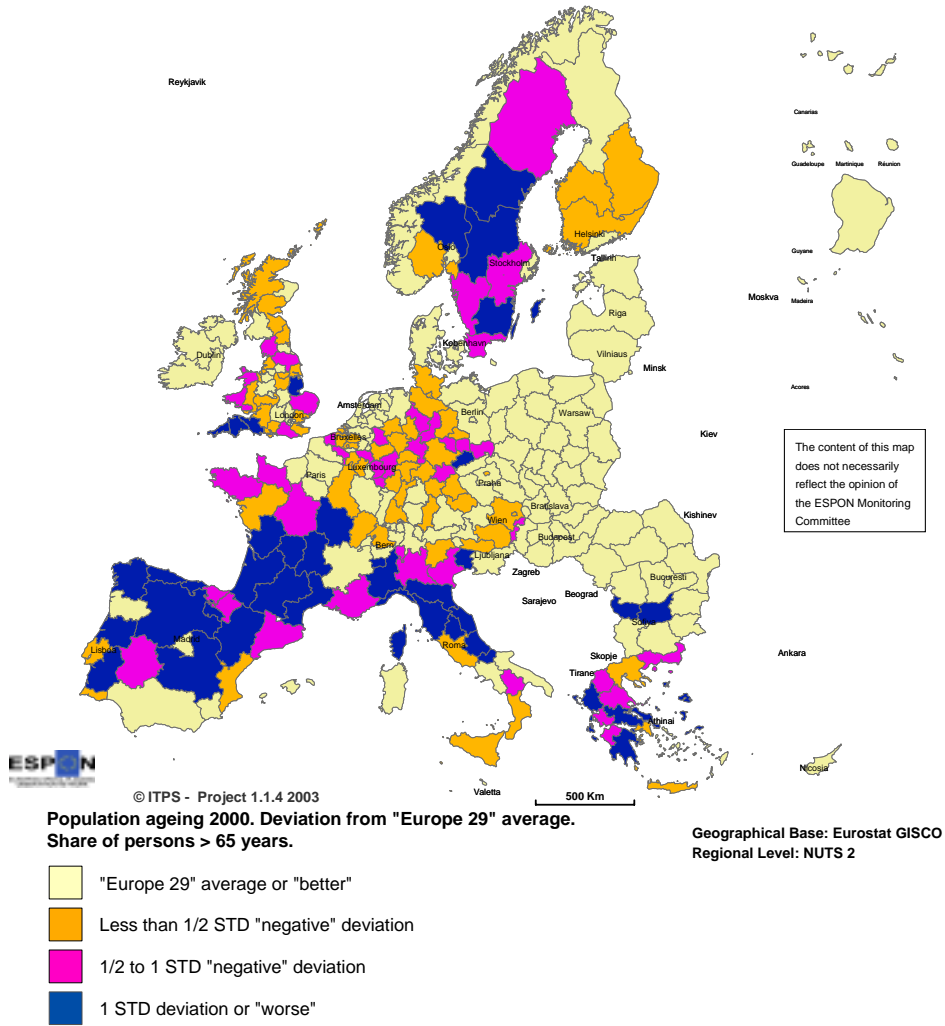 Reykjavik
Canarias
Guadeloupe Martinique Réunion
Guyane
Madeira
Acores
Helsinki
Oslo
Stockholm
Tallinn
Moskva
Riga
Dublin
København
Vilniaus
Minsk
Amsterdam
Berlin
Warsaw
London
Bruxelles
Kiev
Luxembourg
Paris
Praha
The content of this map
does not necessarily
reflect the opinion of
the ESPON Monitoring
Committee
Bratislava
Kishinev
Wien
Budapest
Bern
Ljubljana
Zagreb
Bucuresti
Beograd
Sarajevo
Sofiya
Madrid
Lisboa
Roma
Skopje
Ankara
Tirane
Athinai
ESPON
Nicosia
Valetta
© ITPS - Project 1.1.4 2003
500 Km
Population ageing 2000. Deviation from "Europe 29" average.
Share of persons > 65 years.
Geographical Base: Eurostat GISCO
Regional Level: NUTS 2
"Europe 29" average or "better"
Less than 1/2 STD "negative" deviation
1/2 to 1 STD "negative" deviation
1 STD deviation or "worse"